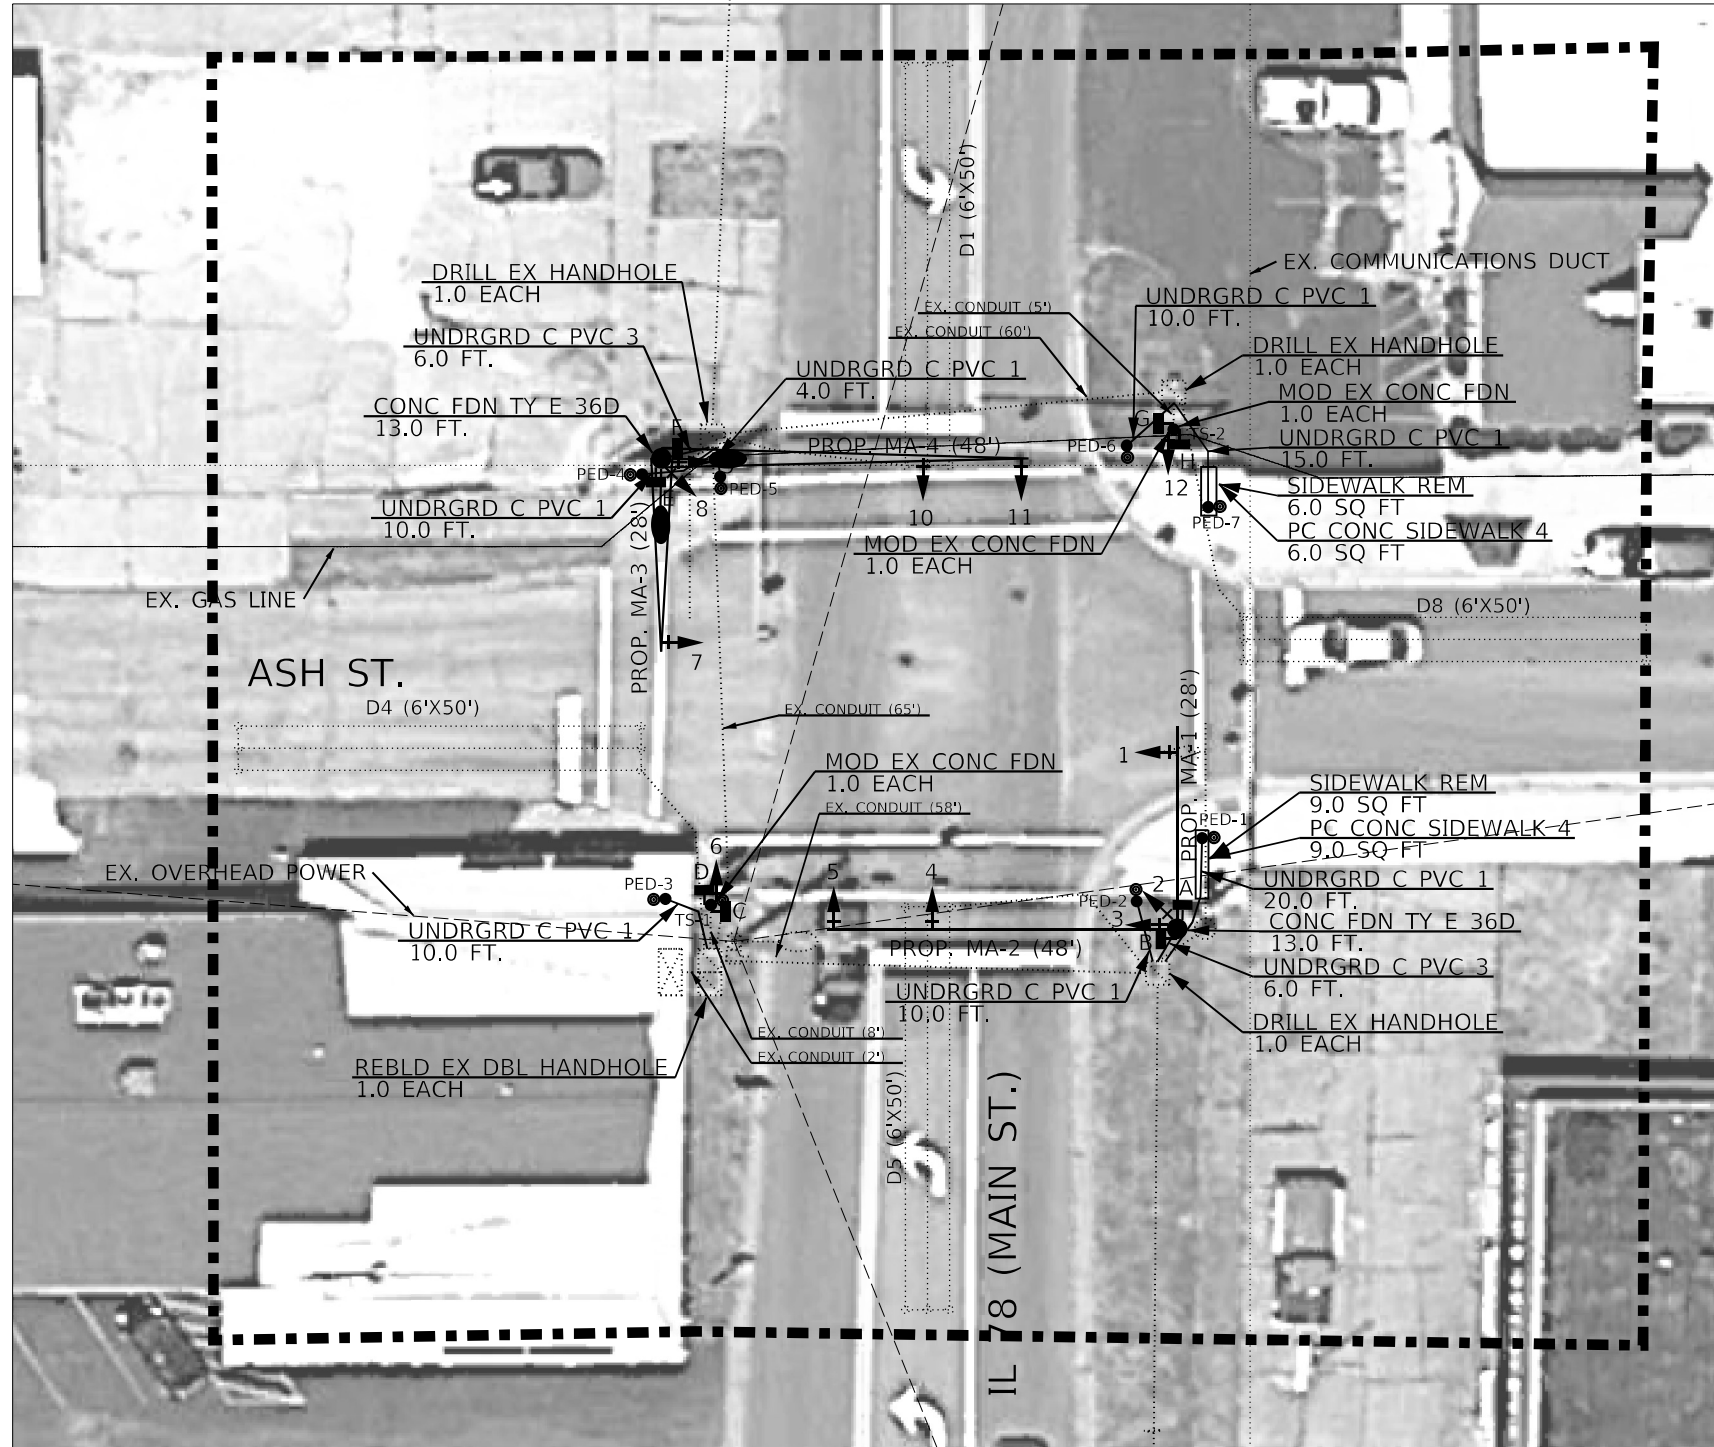 D1 (6'X50')
EX. COMMUNICATIONS DUCT
DRILL EX HANDHOLE
1.0 EACH
UNDRGRD C PVC 1
10.0 FT.
EX. CONDUIT (5')
EX. CONDUIT (60')
UNDRGRD C PVC 3
6.0 FT.
DRILL EX HANDHOLE
1.0 EACH
UNDRGRD C PVC 1
4.0 FT.
MOD EX CONC FDN
1.0 EACH
CONC FDN TY E 36D
13.0 FT.
F
G
TS-2
PROP. MA-4 (48')
PED-6
UNDRGRD C PVC 1
15.0 FT.
H
PED-4
E
PED-5
12
SIDEWALK REM
6.0 SQ FT
8
10
11
PED-7
UNDRGRD C PVC 1
10.0 FT.
PC CONC SIDEWALK 4
6.0 SQ FT
MOD EX CONC FDN
1.0 EACH
PROP. MA-3 (28')
EX. GAS LINE
D8 (6'X50')
7
ASH ST.
D4 (6'X50')
EX. CONDUIT (65')
PROP. MA-1 (28')
1
MOD EX CONC FDN
1.0 EACH
EX. CONDUIT (58')
SIDEWALK REM
9.0 SQ FT
PED-1
PC CONC SIDEWALK 4
9.0 SQ FT
6
EX. OVERHEAD POWER
D
5
4
PED-3
2
A
UNDRGRD C PVC 1
20.0 FT.
PED-2
TS-1
C
3
CONC FDN TY E 36D
13.0 FT.
UNDRGRD C PVC 1
10.0 FT.
PROP. MA-2 (48')
B
UNDRGRD C PVC 3
6.0 FT.
UNDRGRD C PVC 1
10.0 FT.
DRILL EX HANDHOLE
1.0 EACH
EX. CONDUIT (8')
EX. CONDUIT (2')
REBLD EX DBL HANDHOLE
1.0 EACH
D5 (6'X50')
IL 78 (MAIN ST.)